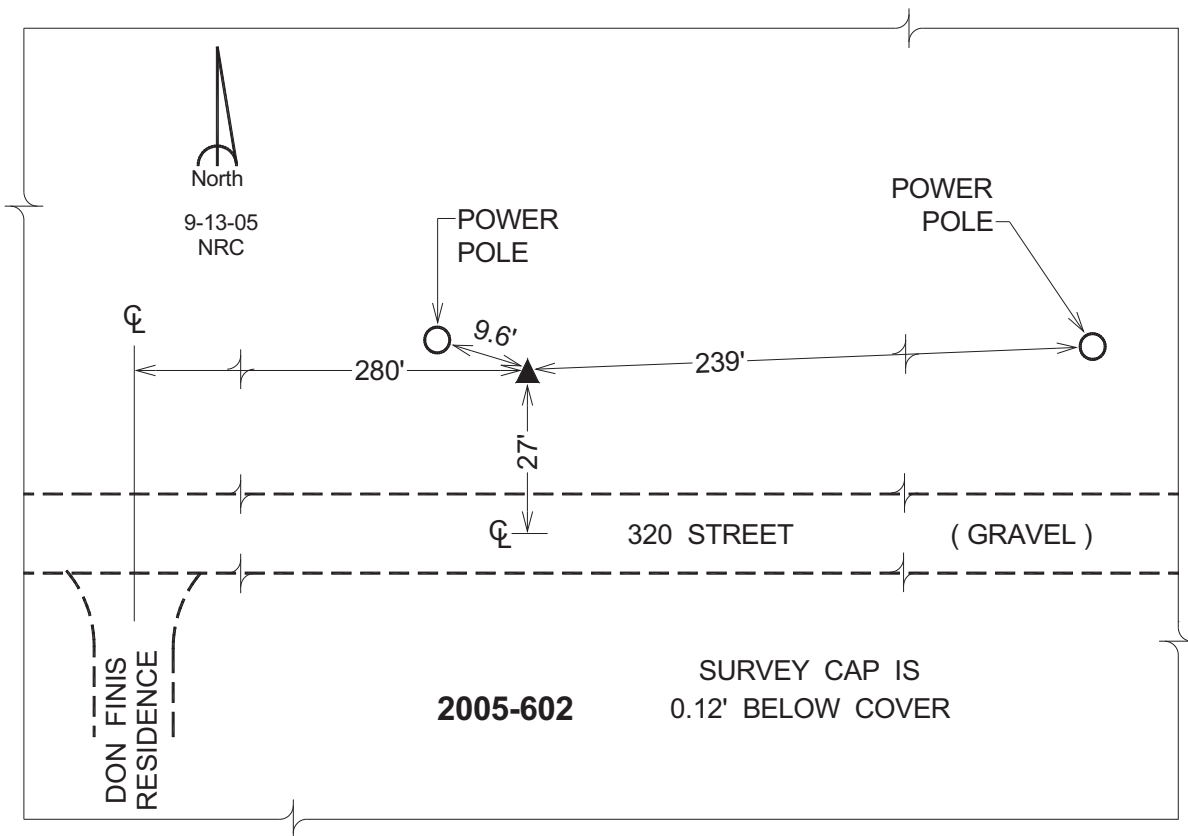 North
9-13-05
NRC
POWER
POLE
POWER
POLE
℄
9.6'
280'
239'
27'
℄
320 STREET
( GRAVEL )
DON FINIS
RESIDENCE
2005-602
SURVEY CAP IS
0.12' BELOW COVER